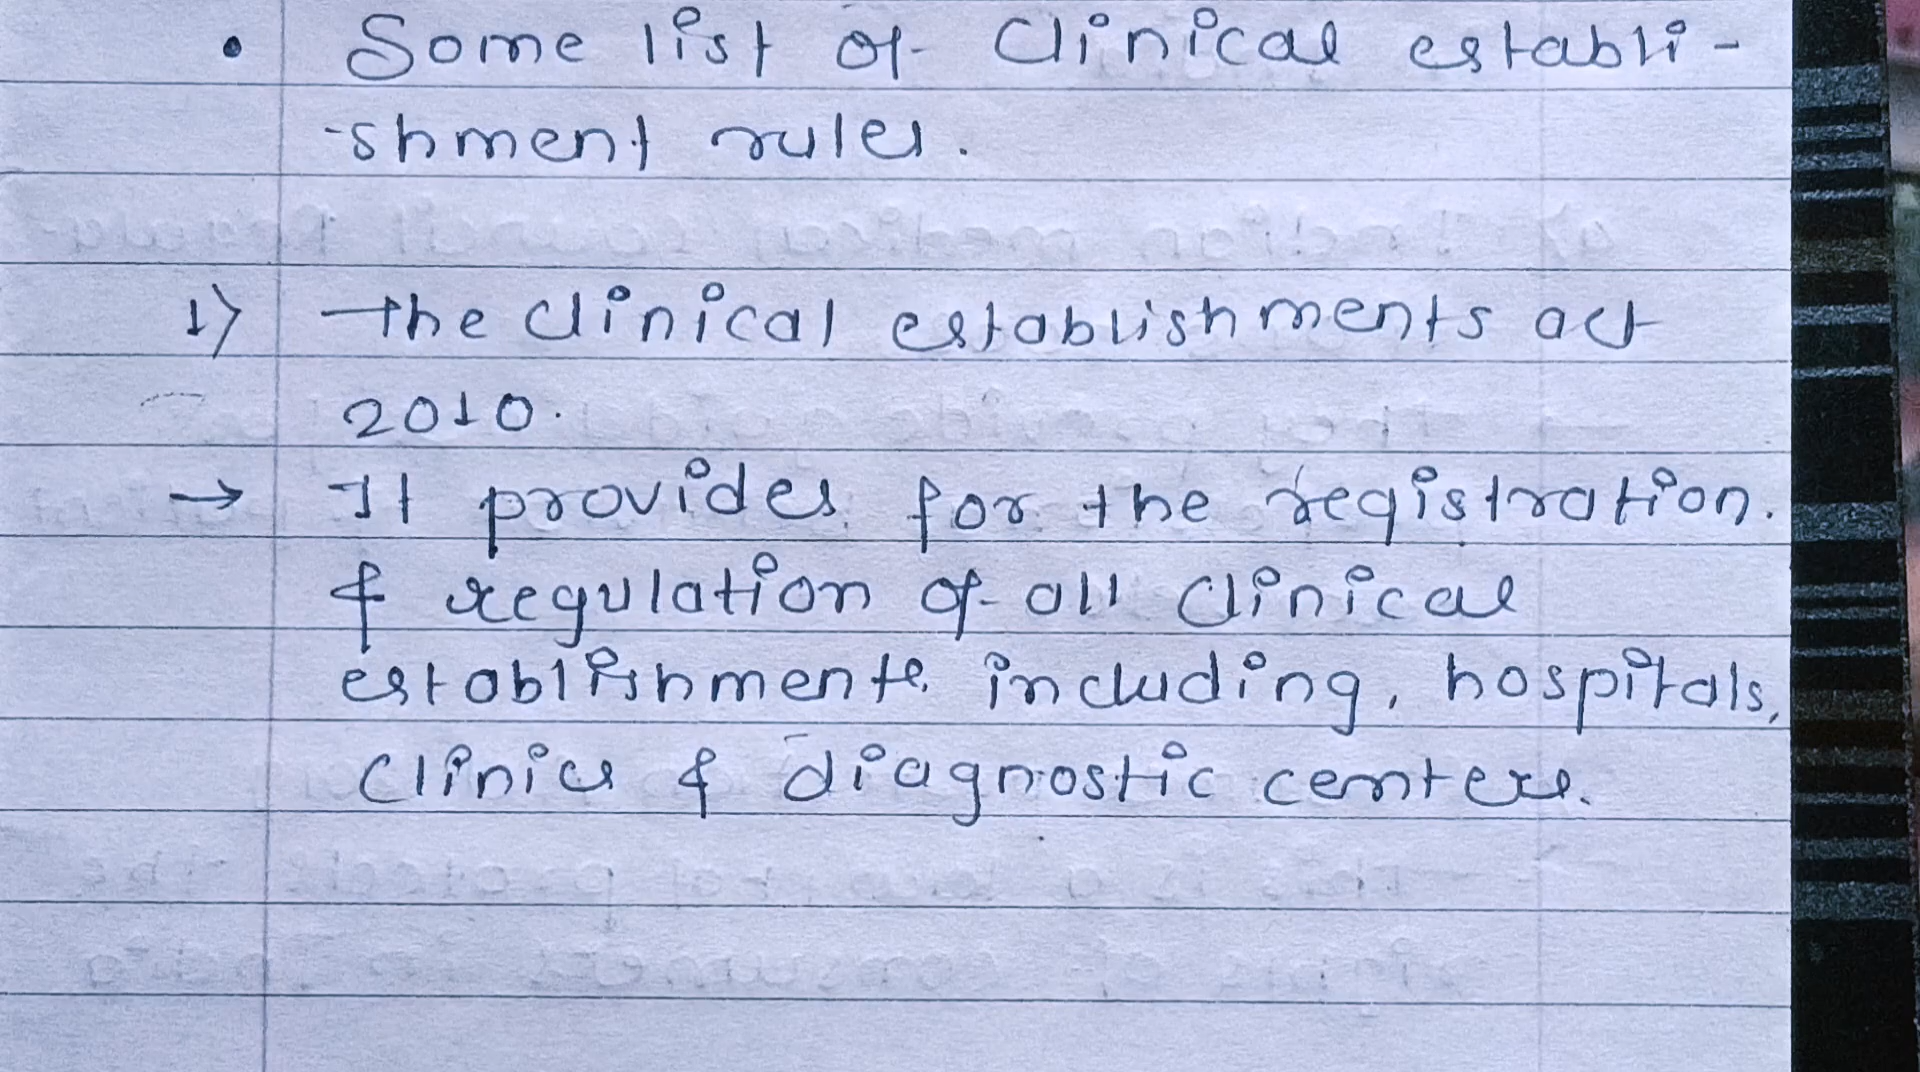 • Some list of Clinical establi-
-shment rules.
1) The clinical establishments act
2010.
→ It provides for the registration.
& regulation of all clinical
establishments including, hospitals,
Clinics & diagnostic centers.